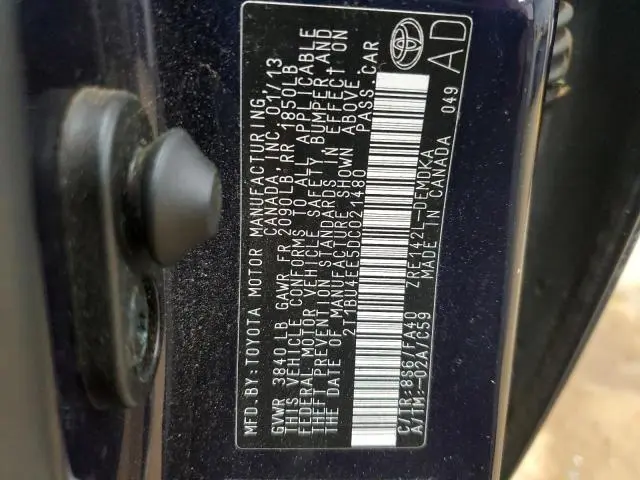 MFD.BY:TOYOTA MOTOR MANUFACTURING,
CANADA, INC. 01/13
GVWR 3840LB GAWR FR 2090LB,RR 1850LB
THIS VEHICLE CONFORMS TO ALL APPLICABLE
FEDERAL MOTOR VEHICLE SAFETY BUMPER,AND
THEFT PREVENTION STANDARDS IN EFFECT ON
THE DATE OF MANUFACTURE SHOWN ABOVE.
2T1BU4EE5DC021480 PASS. CAR
C/TR:8S6/FA40 ZRE142L-DEMDKA
A/TM:-02A/C59 MADE IN CANADA 049
AD